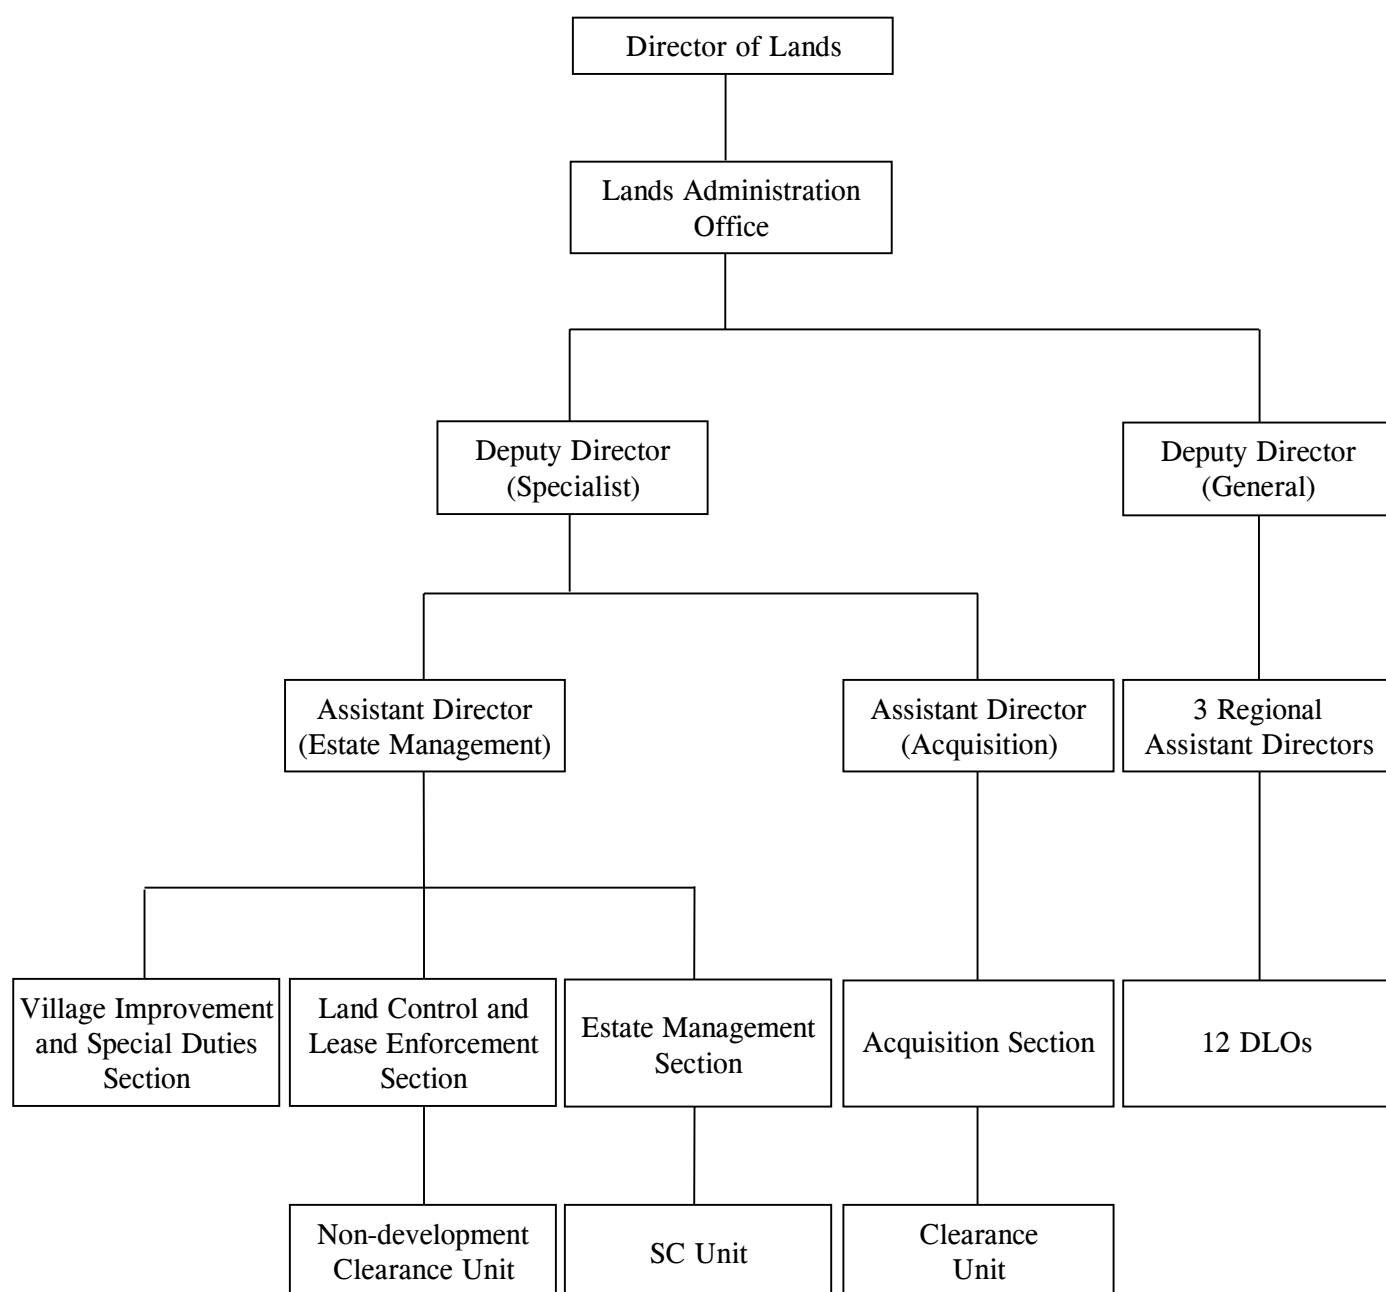 Director of Lands
Lands Administration
Office
Deputy Director
(Specialist)
Deputy Director
(General)
Assistant Director
(Estate Management)
Assistant Director
(Acquisition)
3 Regional
Assistant Directors
Village Improvement
and Special Duties
Section
Land Control and
Lease Enforcement
Section
Estate Management
Section
Acquisition Section
12 DLOs
Non-development
Clearance Unit
SC Unit
Clearance
Unit